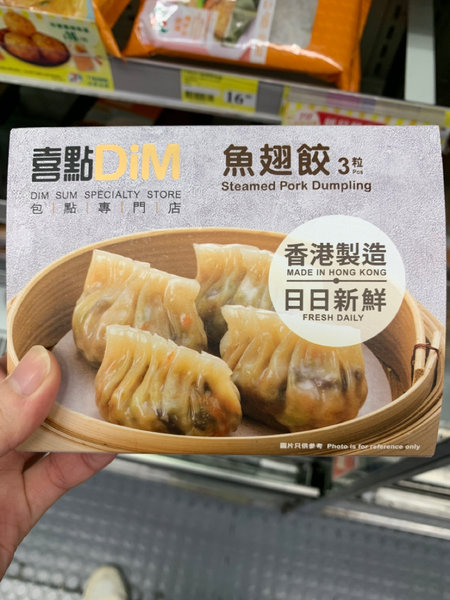 16
喜點DiM
DIM SUM SPECIALTY STORE
包點專門店
魚翅餃 3粒 Pcs
Steamed Pork Dumpling
香港製造
MADE IN HONG KONG
日日新鮮
FRESH DAILY
圖片只供參考 Photo is for reference only